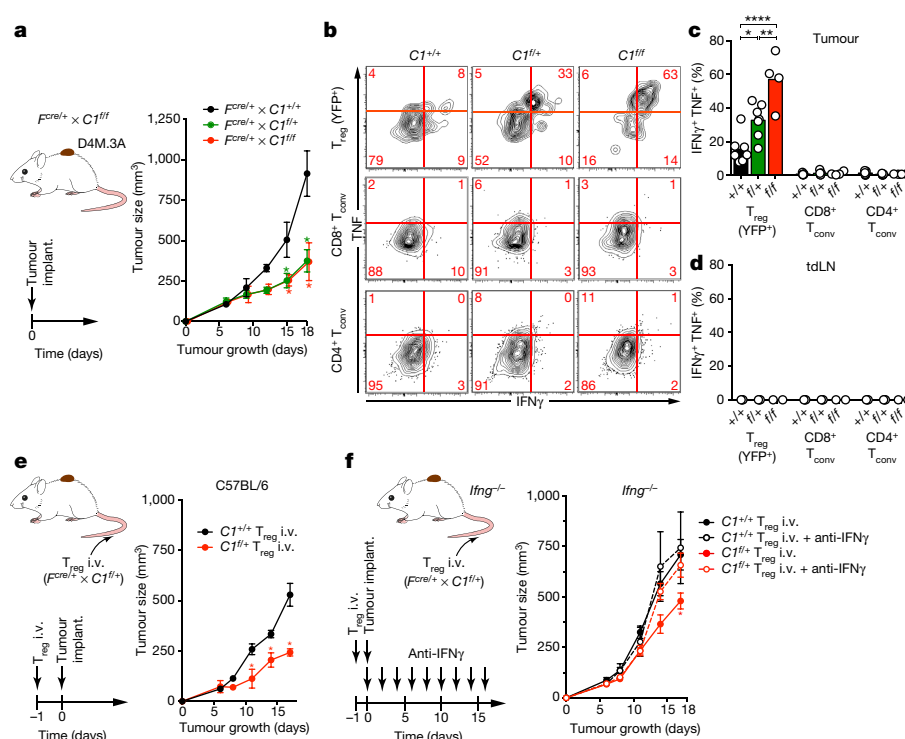 a
F^cre/+ × C1^f/f
D4M.3A
Tumour
implant.
0
Time (days)
F^cre/+ × C1^+/+
F^cre/+ × C1^f/+
F^cre/+ × C1^f/f
Tumour size (mm³)
1,250
1,000
750
500
250
0
0 5 10 15 18
Tumour growth (days)
* *
* *
b
C1^+/+ C1^f/+ C1^f/f
T_reg (YFP⁺)
4 8 5 33 6 63
79 9 52 10 16 14
CD8⁺ T_conv
TNF
2 1 6 1 3 1
88 10 91 3 93 3
CD4⁺ T_conv
1 0 8 0 11 1
95 3 91 2 86 2
IFNγ
c
Tumour
****
* **
IFNγ⁺ TNF⁺ (%)
80
60
40
20
0
+/+ f/+ f/f +/+ f/+ f/f +/+ f/+ f/f
T_reg (YFP⁺)
CD8⁺ T_conv
CD4⁺ T_conv
d
tdLN
IFNγ⁺ TNF⁺ (%)
80
60
40
20
0
+/+ f/+ f/f +/+ f/+ f/f +/+ f/+ f/f
T_reg (YFP⁺)
CD8⁺ T_conv
CD4⁺ T_conv
e
T_reg i.v.
(F^cre/+ × C1^f/+)
T_reg i.v.
Tumour
implant.
−1 0
Time (days)
C57BL/6
C1^+/+ T_reg i.v.
C1^f/+ T_reg i.v.
Tumour size (mm³)
1,000
750
500
250
0
0 5 10 15 20
Tumour growth (days)
* * *
f
Ifng^–/–
T_reg i.v.
(F^cre/+ × C1^f/+)
T_reg i.v.
Tumour implant.
Anti-IFNγ
−1 0 5 10 15
Time (days)
Ifng^–/–
Tumour size (mm³)
1,000
750
500
250
0
0 5 10 15 18
Tumour growth (days)
*
C1^+/+ T_reg i.v.
C1^+/+ T_reg i.v. + anti-IFNγ
C1^f/+ T_reg i.v.
C1^f/+ T_reg i.v. + anti-IFNγ